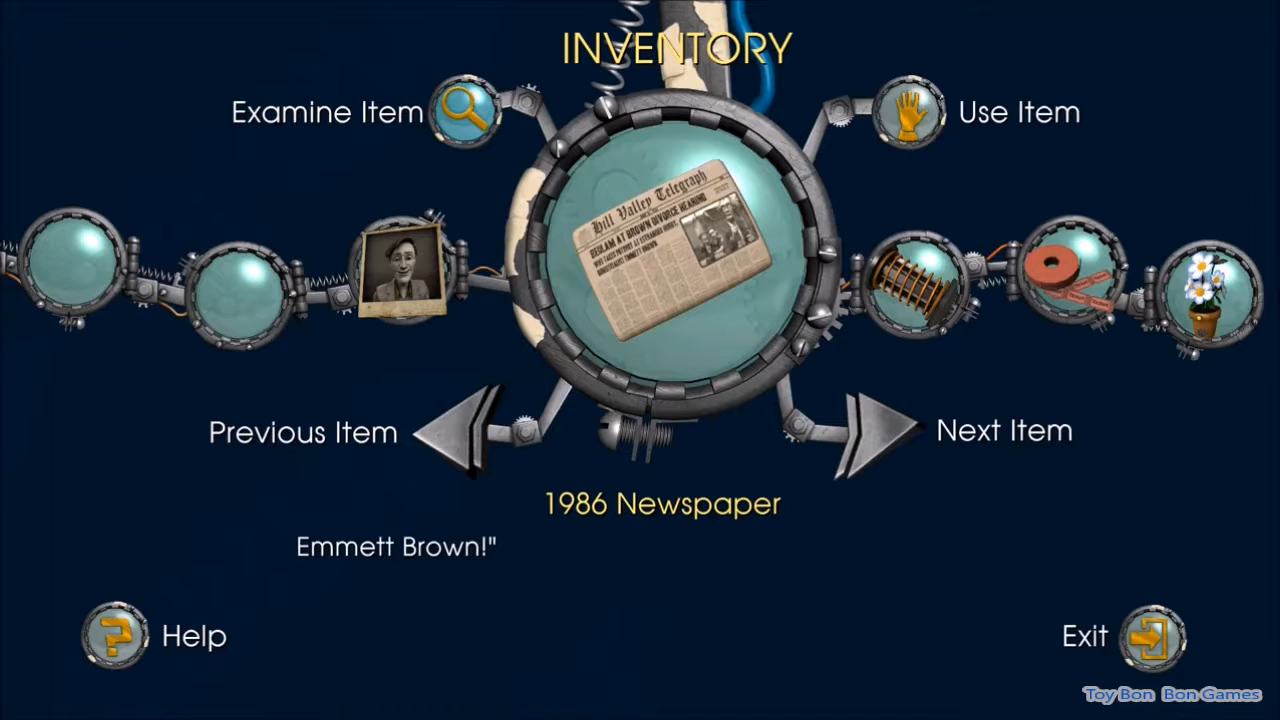 INVENTORY
Examine Item
Use Item
Hill Valley Telegraph
BEDLAM AT BROWN DIVORCE HEARING
Previous Item
Next Item
1986 Newspaper
Emmett Brown!"
Help
Exit
Toy Bon Bon Games